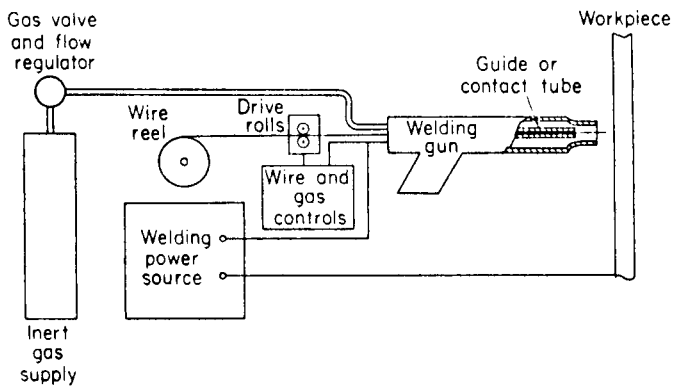 Gas valve
and flow
regulator
Workpiece
Guide or
contact tube
Wire
reel
Drive
rolls
Welding
gun
Wire and
gas
controls
Welding
power
source
Inert
gas
supply